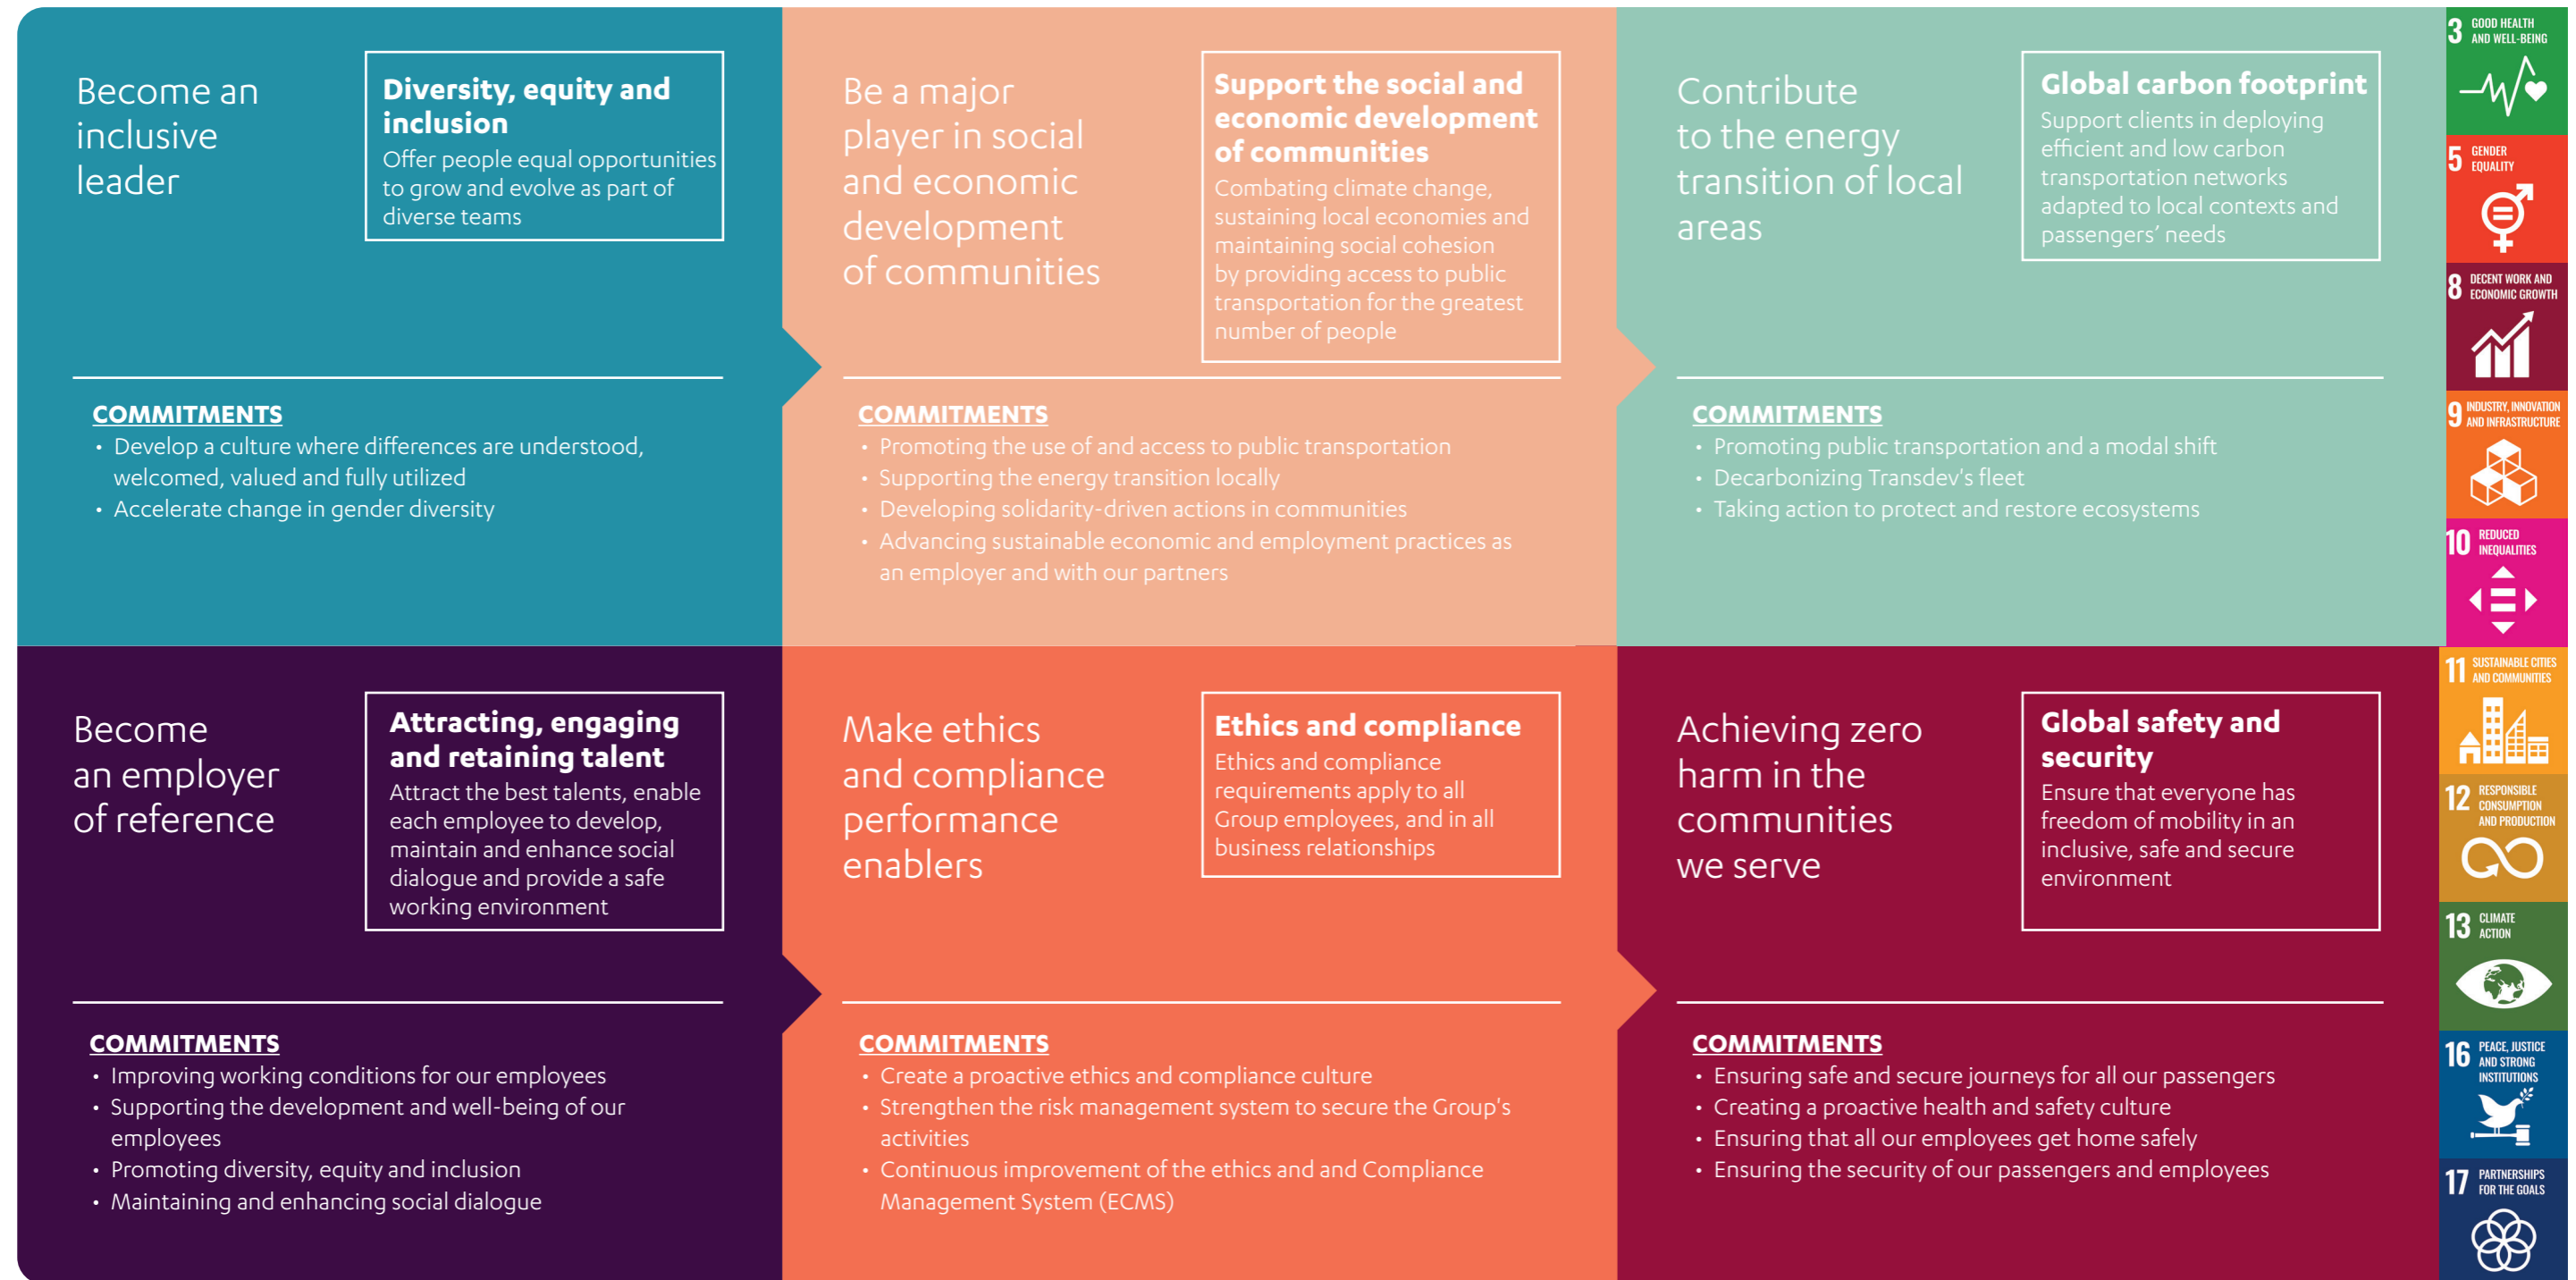 Become an
inclusive
leader
Diversity, equity and
inclusion
Offer people equal opportunities
to grow and evolve as part of
diverse teams
COMMITMENTS
• Develop a culture where differences are understood,
welcomed, valued and fully utilized
• Accelerate change in gender diversity
Be a major
player in social
and economic
development
of communities
Support the social and
economic development
of communities
Combating climate change,
sustaining local economies and
maintaining social cohesion
by providing access to public
transportation for the greatest
number of people
COMMITMENTS
• Promoting the use of and access to public transportation
• Supporting the energy transition locally
• Developing solidarity-driven actions in communities
• Advancing sustainable economic and employment practices as
an employer and with our partners
Contribute
to the energy
transition of local
areas
Global carbon footprint
Support clients in deploying
efficient and low carbon
transportation networks
adapted to local contexts and
passengers' needs
COMMITMENTS
• Promoting public transportation and a modal shift
• Decarbonizing Transdev's fleet
• Taking action to protect and restore ecosystems
Become
an employer
of reference
Attracting, engaging
and retaining talent
Attract the best talents, enable
each employee to develop,
maintain and enhance social
dialogue and provide a safe
working environment
COMMITMENTS
• Improving working conditions for our employees
• Supporting the development and well-being of our
employees
• Promoting diversity, equity and inclusion
• Maintaining and enhancing social dialogue
Make ethics
and compliance
performance
enablers
Ethics and compliance
Ethics and compliance
requirements apply to all
Group employees, and in all
business relationships
COMMITMENTS
• Create a proactive ethics and compliance culture
• Strengthen the risk management system to secure the Group's
activities
• Continuous improvement of the ethics and and Compliance
Management System (ECMS)
Achieving zero
harm in the
communities
we serve
Global safety and
security
Ensure that everyone has
freedom of mobility in an
inclusive, safe and secure
environment
COMMITMENTS
• Ensuring safe and secure journeys for all our passengers
• Creating a proactive health and safety culture
• Ensuring that all our employees get home safely
• Ensuring the security of our passengers and employees
3 GOOD HEALTH
AND WELL-BEING
5 GENDER
EQUALITY
8 DECENT WORK AND
ECONOMIC GROWTH
9 INDUSTRY, INNOVATION
AND INFRASTRUCTURE
10 REDUCED
INEQUALITIES
11 SUSTAINABLE CITIES
AND COMMUNITIES
12 RESPONSIBLE
CONSUMPTION
AND PRODUCTION
13 CLIMATE
ACTION
16 PEACE, JUSTICE
AND STRONG
INSTITUTIONS
17 PARTNERSHIPS
FOR THE GOALS